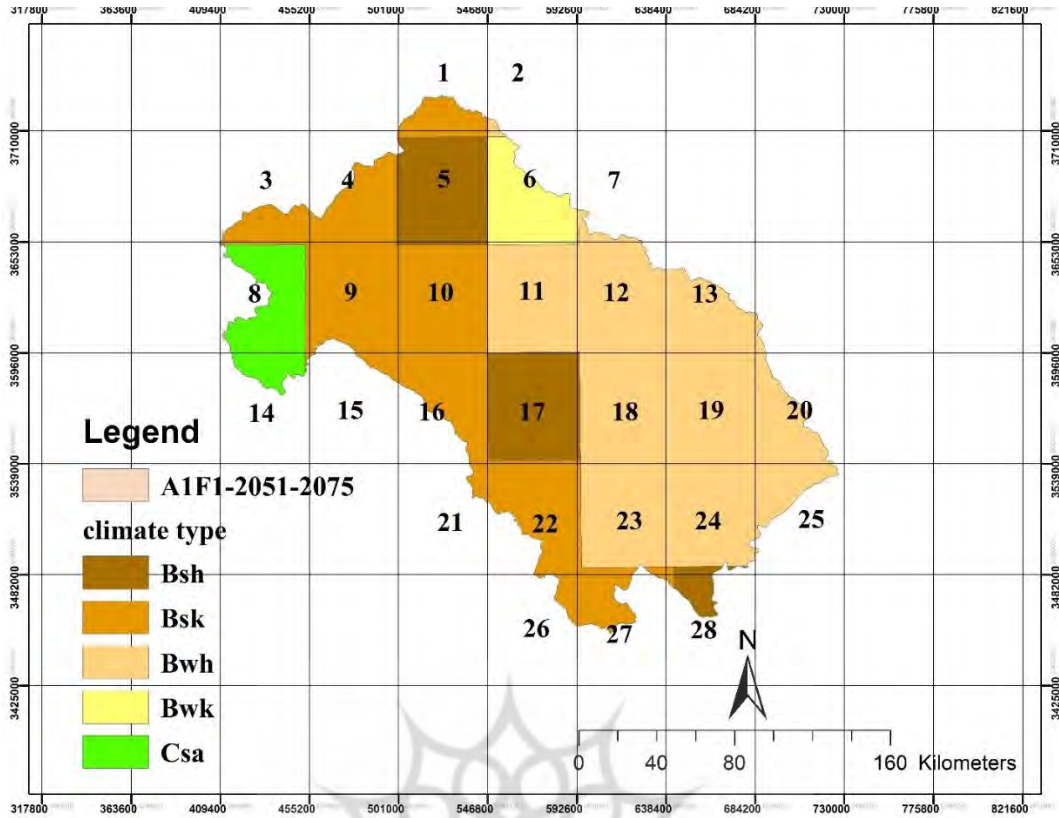 317800 363600 409400 455200 501000 546800 592600 638400 684200 730000 775800 821600
1 2
3710000 3710000
3 4 5 6 7
3653000 3653000
8 9 10 11 12 13
3596000 3596000
14 15 16 17 18 19 20
Legend
3539000 3539000
A1F1-2051-2075
21 22 23 24 25
climate type
Bsh
3482000 3482000
Bsk
26 27 28
N
Bwh
3425000 3425000
Bwk
Csa
0 40 80 160 Kilometers
317800 363600 409400 455200 501000 546800 592600 638400 684200 730000 775800 821600